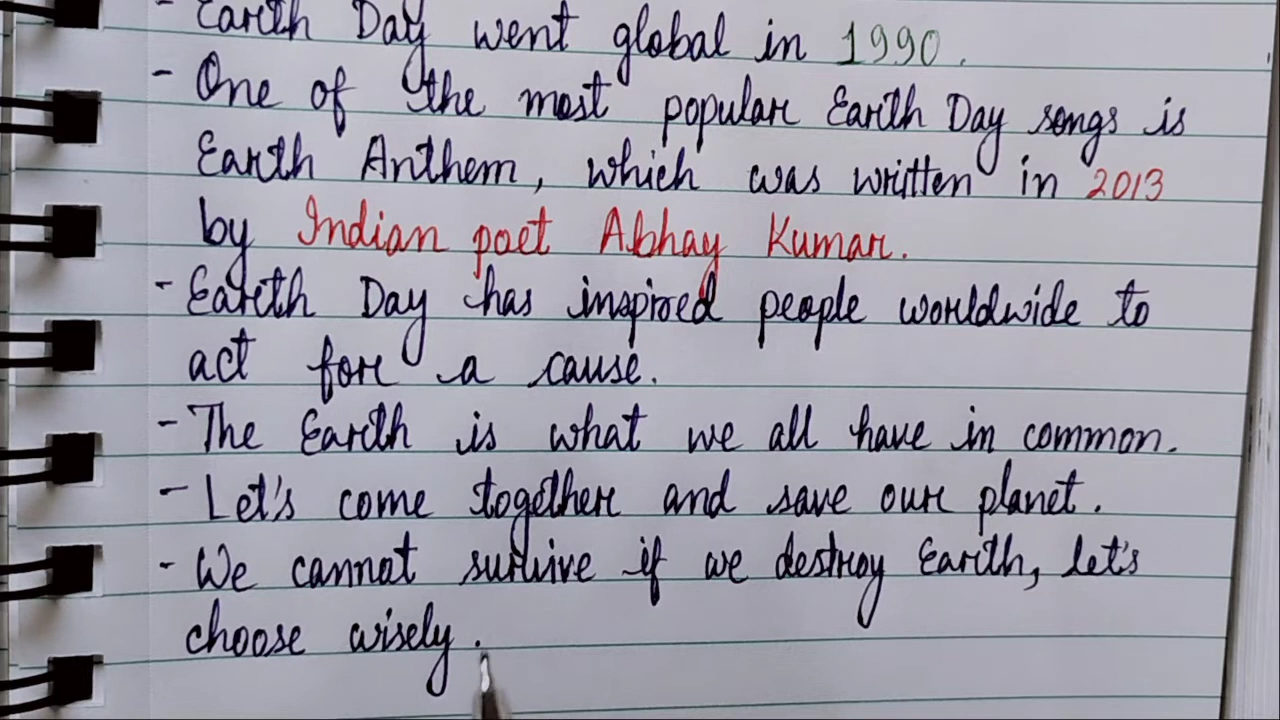 - Earth Day went global in 1990.
- One of the most popular Earth Day songs is
Earth Anthem, which was written in 2013
by Indian poet Abhay Kumar.
- Earth Day has inspired people worldwide to
act for a cause.
- The Earth is what we all have in common.
- Let's come together and save our planet.
- We cannot survive if we destroy Earth, let's
choose wisely.